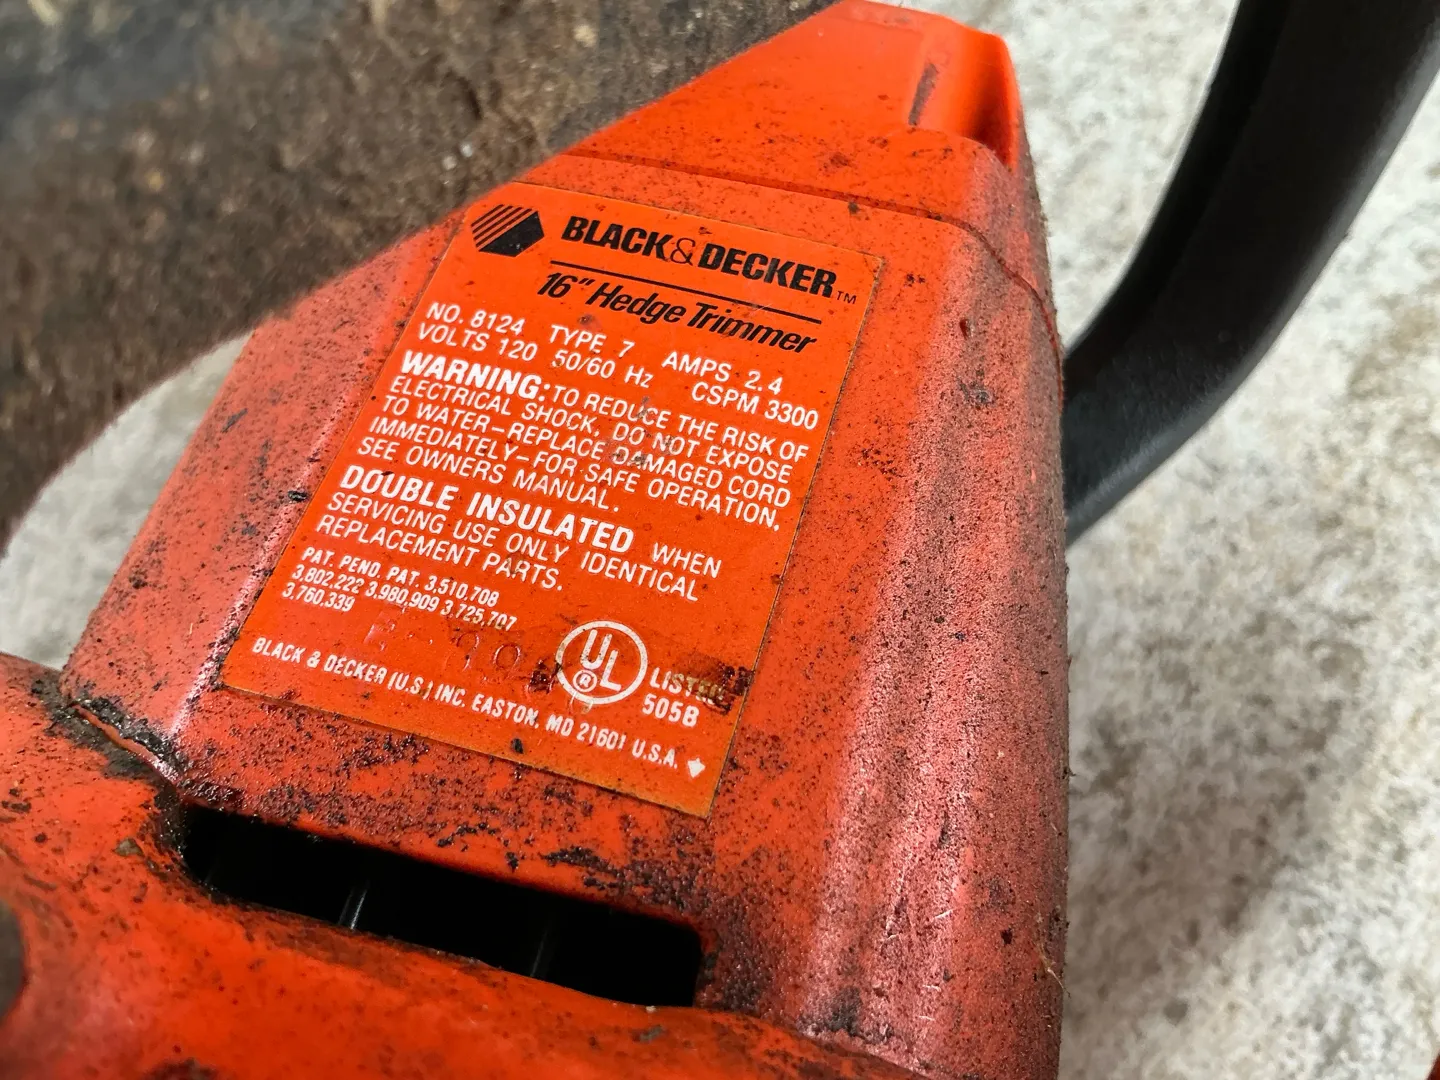 BLACK & DECKER™
16" Hedge Trimmer
NO. 8124 TYPE 7 AMPS 2.4
VOLTS 120 50/60 Hz CSPM 3300
WARNING: TO REDUCE THE RISK OF
ELECTRICAL SHOCK, DO NOT EXPOSE
TO WATER–REPLACE DAMAGED CORD
IMMEDIATELY–FOR SAFE OPERATION,
SEE OWNERS MANUAL.
DOUBLE INSULATED WHEN
SERVICING USE ONLY IDENTICAL
REPLACEMENT PARTS.
PAT. PEND. PAT. 3,510,708
3,802,222 3,980,909 3,725,707
3,760,339
UL ®
505B
BLACK & DECKER (U.S.) INC. EASTON, MD 21601 U.S.A.